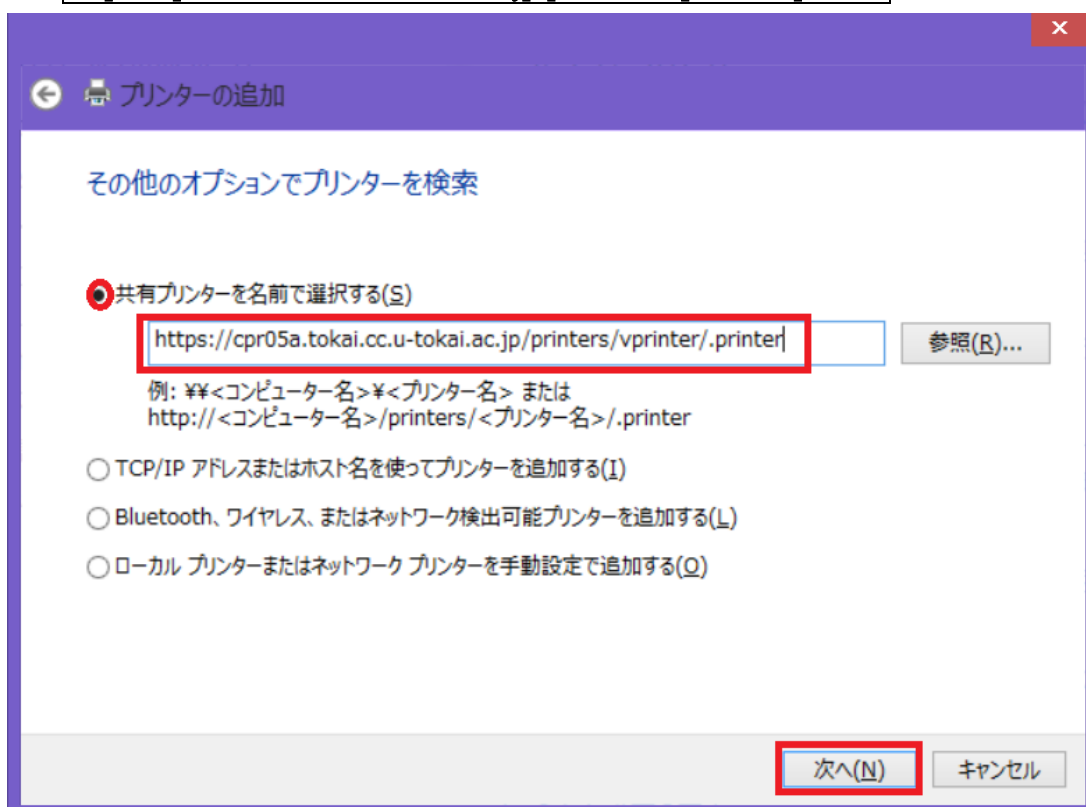 プリンターの追加
その他のオプションでプリンターを検索
共有プリンターを名前で選択する(S)
https://cpr05a.tokai.cc.u-tokai.ac.jp/printers/vprinter/.printer
参照(R)...
例: ¥¥<コンピューター名>¥<プリンター名> または
http://<コンピューター名>/printers/<プリンター名>/.printer
TCP/IP アドレスまたはホスト名を使ってプリンターを追加する(I)
Bluetooth、ワイヤレス、またはネットワーク検出可能プリンターを追加する(L)
ローカル プリンターまたはネットワーク プリンターを手動設定で追加する(O)
次へ(N)
キャンセル